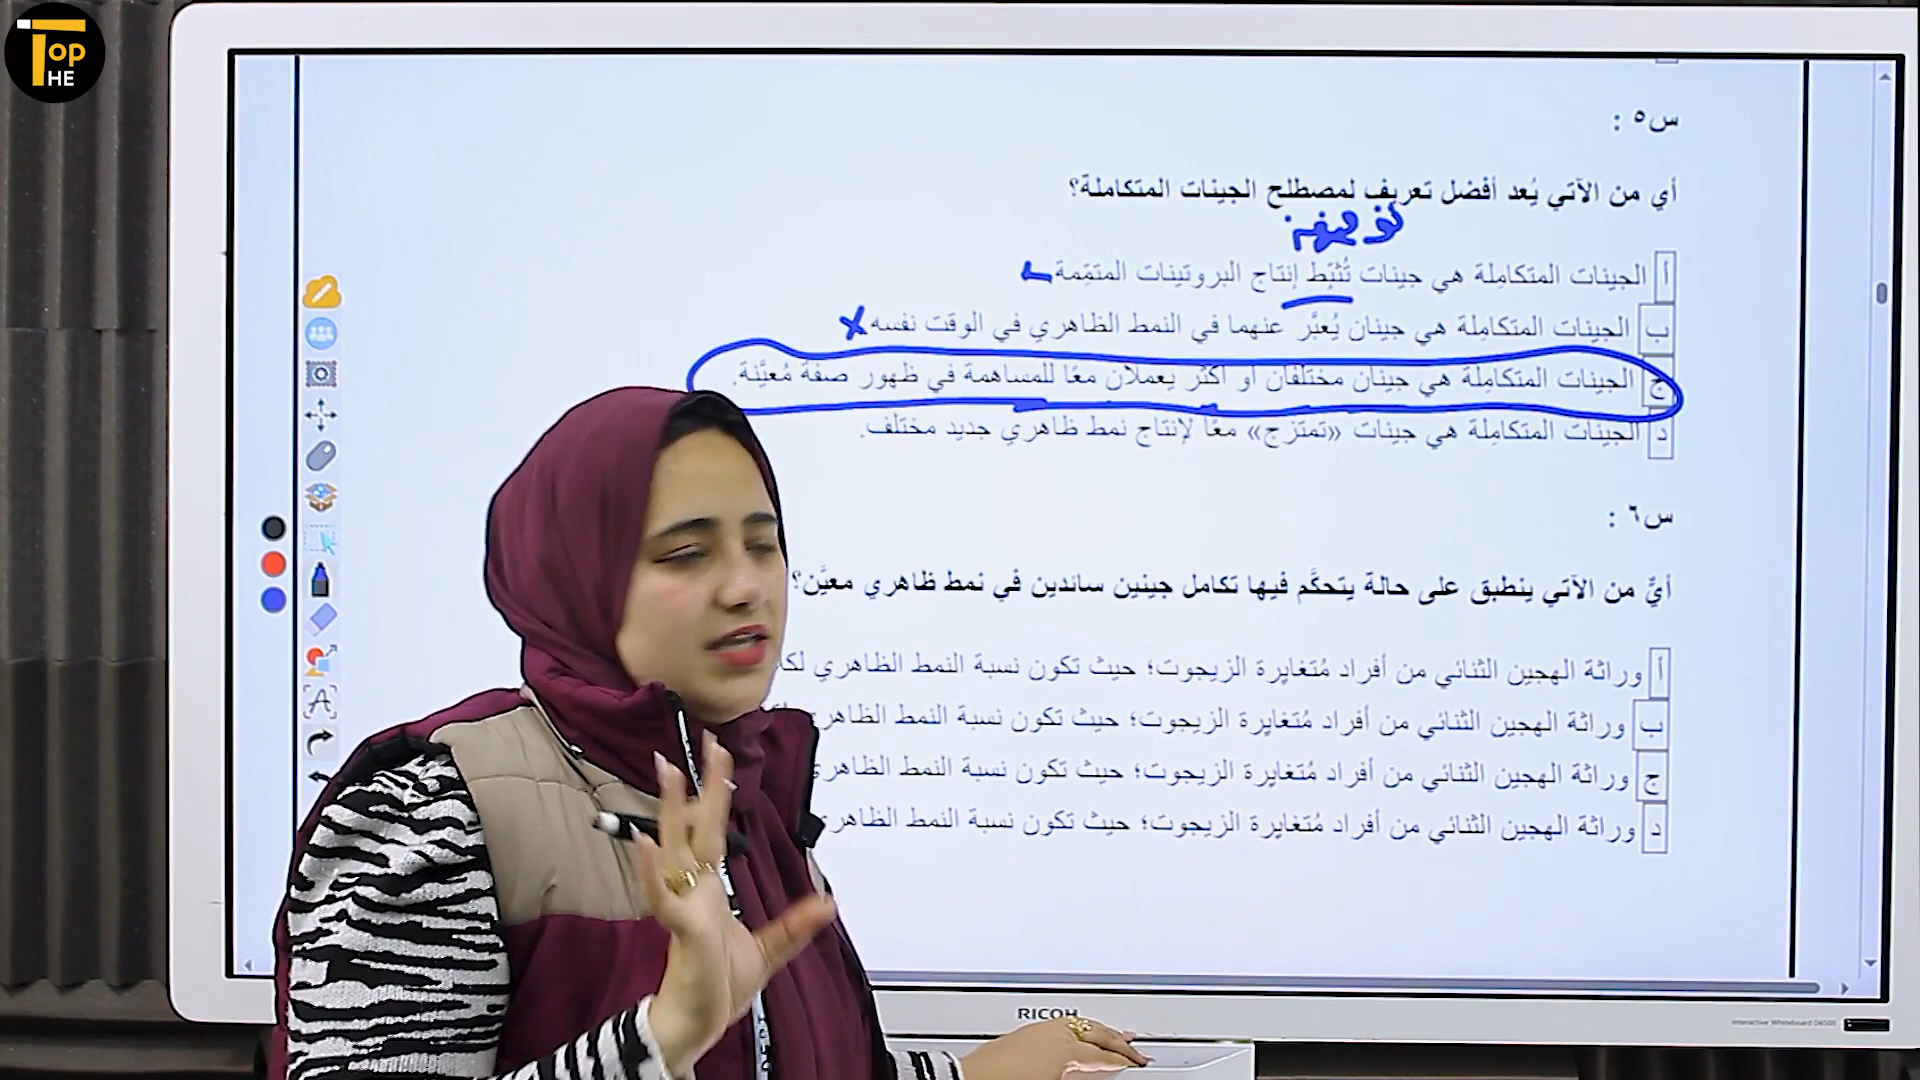 TOP
THE
س٥ :
أي من الآتي يُعد أفضل تعريف لمصطلح الجينات المتكاملة؟
أ الجينات المتكاملة هي جينات تُثبِّط إنتاج البروتينات المتمِّمة
ب الجينات المتكاملة هي جينان يُعبَّر عنهما في النمط الظاهري في الوقت نفسه
ج الجينات المتكاملة هي جينان مختلفان أو أكثر يعملان معًا للمساهمة في ظهور صفة مُعيَّنة.
د الجينات المتكاملة هي جينات «تمتزج» معًا لإنتاج نمط ظاهري جديد مختلف.
س٦ :
أيٌّ من الآتي ينطبق على حالة يتحكَّم فيها تكامل جينين سائدين في نمط ظاهري معيَّن؟
أ وراثة الهجين الثنائي من أفراد مُتغايرة الزيجوت؛ حيث تكون نسبة النمط الظاهري
ب وراثة الهجين الثنائي من أفراد مُتغايرة الزيجوت؛ حيث تكون نسبة النمط الظاهري
ج وراثة الهجين الثنائي من أفراد مُتغايرة الزيجوت؛ حيث تكون نسبة النمط الظاهري
د وراثة الهجين الثنائي من أفراد مُتغايرة الزيجوت؛ حيث تكون نسبة النمط الظاهري
RICOH